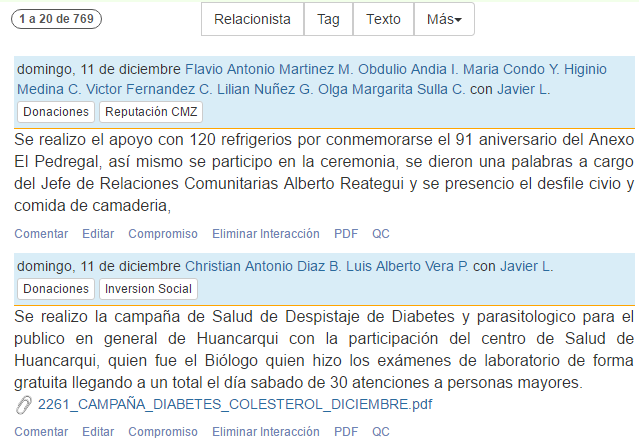 1 a 20 de 769
Relacionista Tag Texto Más
domingo, 11 de diciembre Flavio Antonio Martinez M. Obdulio Andia I. Maria Condo Y. Higinio
Medina C. Victor Fernandez C. Lilian Nuñez G. Olga Margarita Sulla C. con Javier L.
Donaciones Reputación CMZ
Se realizo el apoyo con 120 refrigerios por conmemorarse el 91 aniversario del Anexo
El Pedregal, así mismo se participo en la ceremonia, se dieron una palabras a cargo
del Jefe de Relaciones Comunitarias Alberto Reategui y se presencio el desfile civio y
comida de camaderia,
Comentar Editar Compromiso Eliminar Interacción PDF QC
domingo, 11 de diciembre Christian Antonio Diaz B. Luis Alberto Vera P. con Javier L.
Donaciones Inversion Social
Se realizo la campaña de Salud de Despistaje de Diabetes y parasitologico para el
publico en general de Huancarqui con la participación del centro de Salud de
Huancarqui, quien fue el Biólogo quien hizo los exámenes de laboratorio de forma
gratuita llegando a un total el día sabado de 30 atenciones a personas mayores.
2261_CAMPAÑA_DIABETES_COLESTEROL_DICIEMBRE.pdf
Comentar Editar Compromiso Eliminar Interacción PDF QC